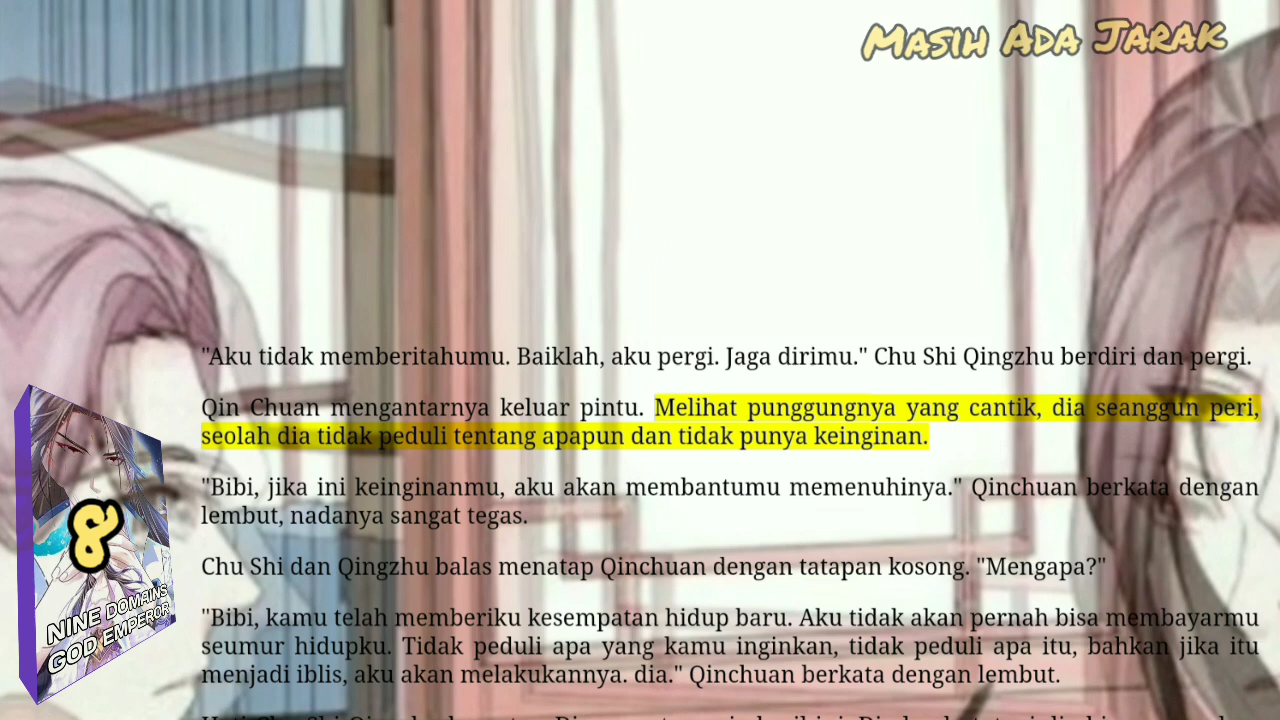 Masih Ada Jarak
"Aku tidak memberitahumu. Baiklah, aku pergi. Jaga dirimu." Chu Shi Qingzhu berdiri dan pergi.
Qin Chuan mengantarnya keluar pintu. Melihat punggungnya yang cantik, dia seanggun peri,
seolah dia tidak peduli tentang apapun dan tidak punya keinginan.
"Bibi, jika ini keinginanmu, aku akan membantumu memenuhinya." Qinchuan berkata dengan
lembut, nadanya sangat tegas.
Chu Shi dan Qingzhu balas menatap Qinchuan dengan tatapan kosong. "Mengapa?"
"Bibi, kamu telah memberiku kesempatan hidup baru. Aku tidak akan pernah bisa membayarmu
seumur hidupku. Tidak peduli apa yang kamu inginkan, tidak peduli apa itu, bahkan jika itu
menjadi iblis, aku akan melakukannya. dia." Qinchuan berkata dengan lembut.
8
NINE DOMAINS
GOD EMPEROR